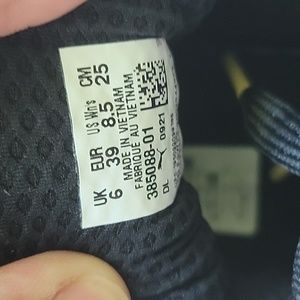 UK EUR US Wn's CM
6 39 8.5 25
MADE IN VIETNAM
FABRIQUE AU VIETNAM
385088-01
0921
DL